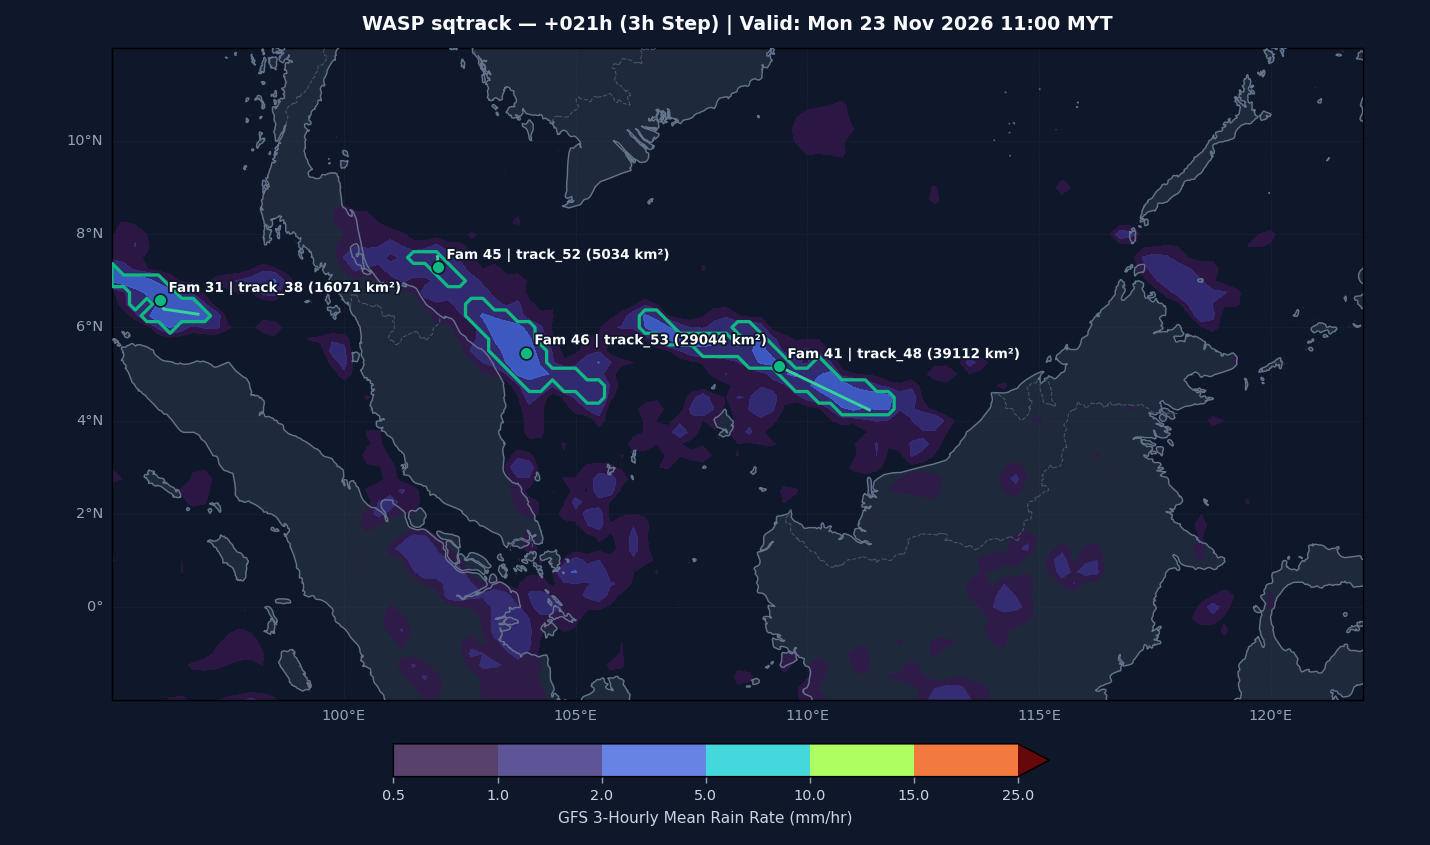 WASP sqtrack — +021h (3h Step) | Valid: Mon 23 Nov 2026 11:00 MYT
10°N
8°N
6°N
4°N
2°N
0°
Fam 45 | track_52 (5034 km²)
Fam 31 | track_38 (16071 km²)
Fam 46 | track_53 (29044 km²)
Fam 41 | track_48 (39112 km²)
100°E 105°E 110°E 115°E 120°E
0.5 1.0 2.0 5.0 10.0 15.0 25.0
GFS 3-Hourly Mean Rain Rate (mm/hr)